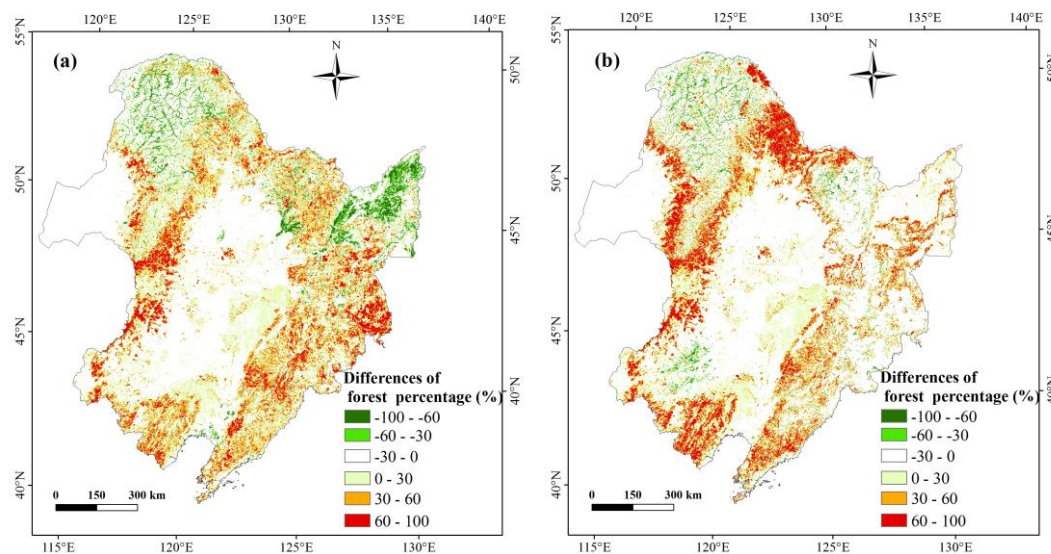 120°E 125°E 130°E 135°E 140°E
55°N
(a)
N
50°N
50°N
45°N
45°N
40°N
40°N
Differences of
forest percentage (%)
-100 - -60
-60 - -30
-30 - 0
0 - 30
30 - 60
60 - 100
0 150 300 km
115°E 120°E 125°E 130°E
120°E 125°E 130°E 135°E 140°E
55°N
(b)
N
50°N
50°N
45°N
45°N
40°N
40°N
Differences of
forest percentage (%)
-100 - -60
-60 - -30
-30 - 0
0 - 30
30 - 60
60 - 100
0 150 300 km
115°E 120°E 125°E 130°E